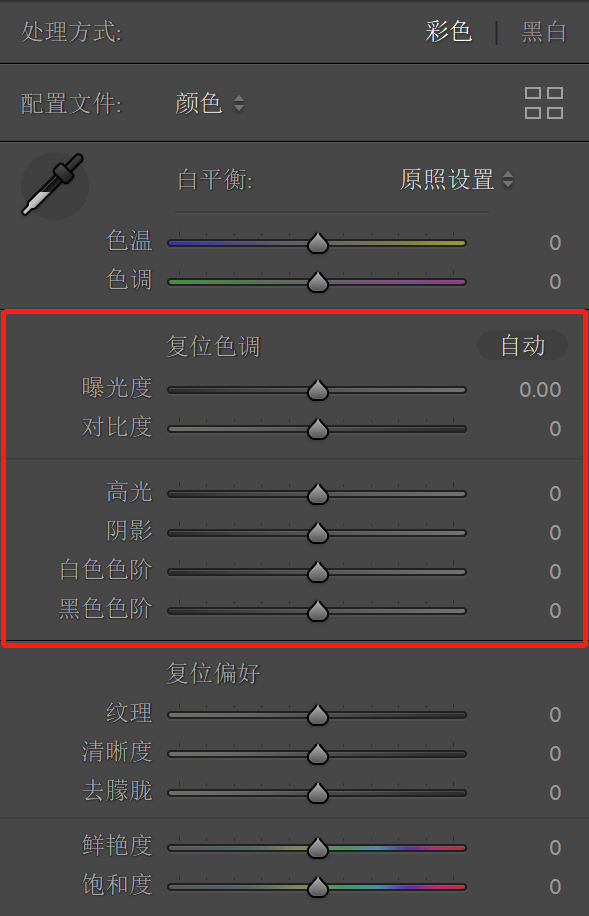 处理方式: 彩色 | 黑白
配置文件: 颜色
白平衡: 原照设置
色温 0
色调 0
复位色调 自动
曝光度 0.00
对比度 0
高光 0
阴影 0
白色色阶 0
黑色色阶 0
复位偏好
纹理 0
清晰度 0
去朦胧 0
鲜艳度 0
饱和度 0